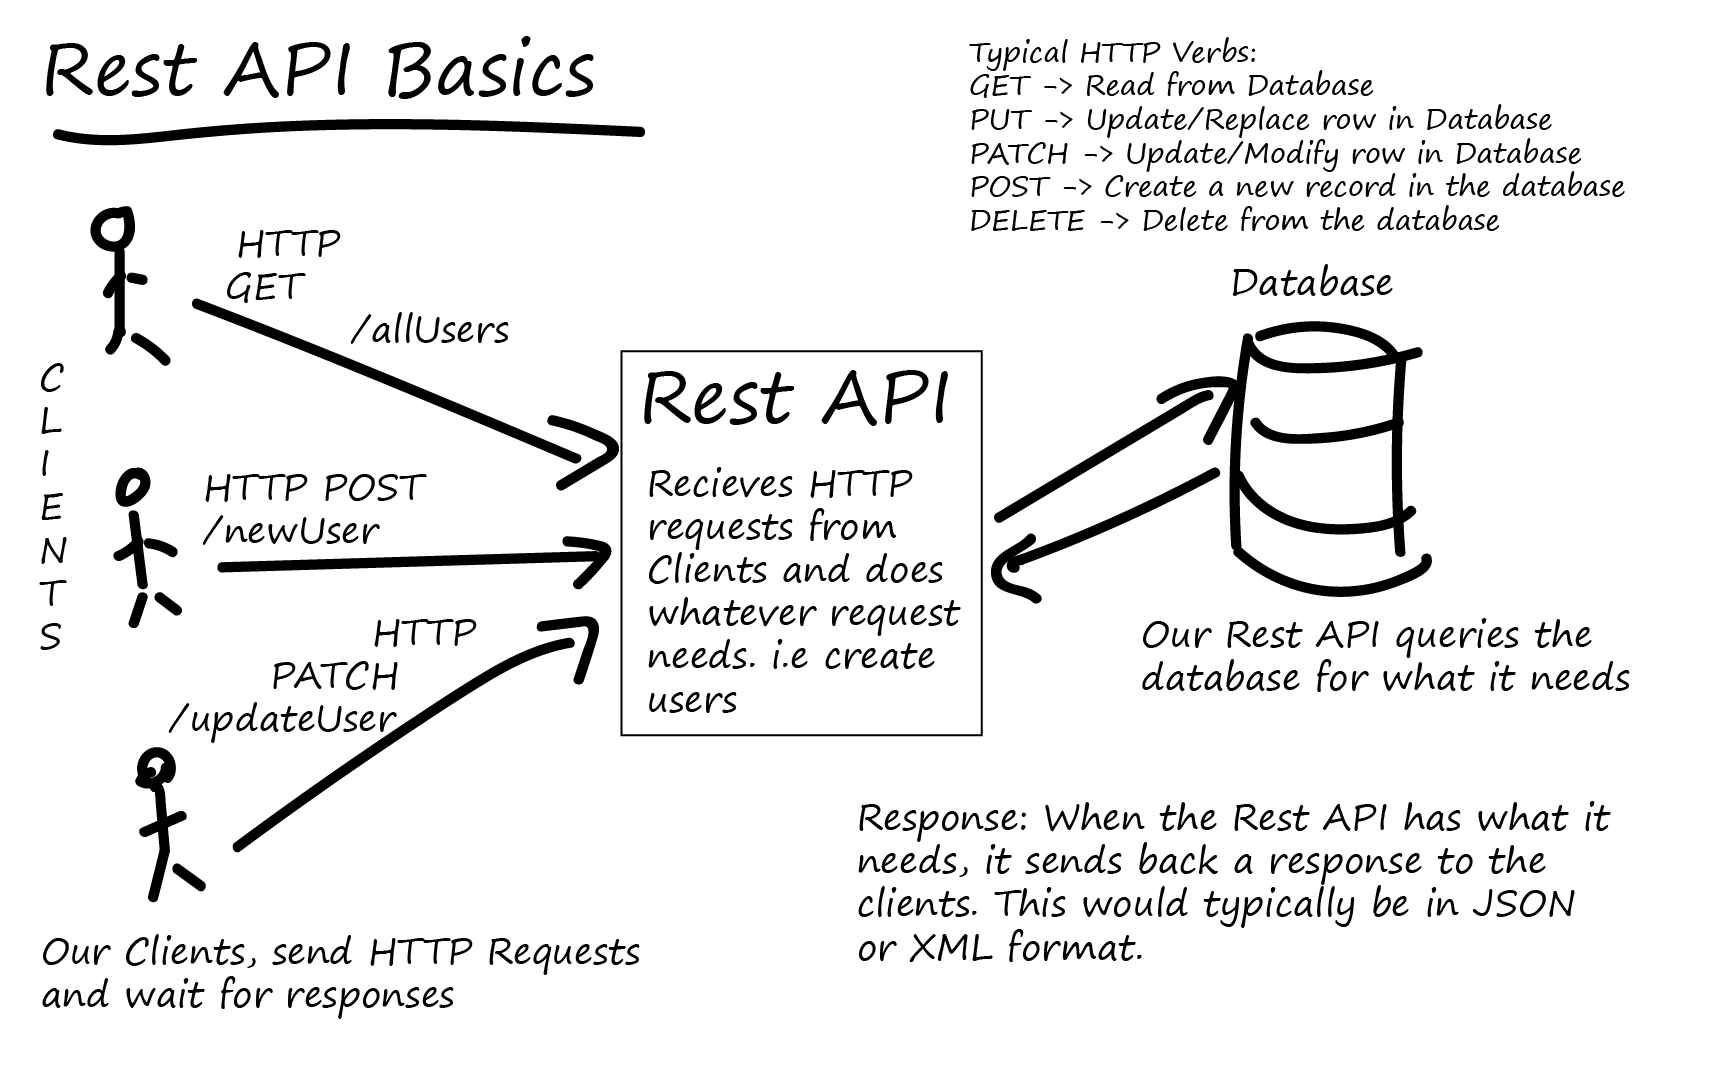 Rest API Basics
Typical HTTP Verbs:
GET -> Read from Database
PUT -> Update/Replace row in Database
PATCH -> Update/Modify row in Database
POST -> Create a new record in the database
DELETE -> Delete from the database
CLIENTS
HTTP
GET
/allUsers
HTTP POST
/newUser
HTTP
PATCH
/updateUser
Rest API
Recieves HTTP
requests from
Clients and does
whatever request
needs. i.e create
users
Database
Our Rest API queries the
database for what it needs
Response: When the Rest API has what it
needs, it sends back a response to the
clients. This would typically be in JSON
or XML format.
Our Clients, send HTTP Requests
and wait for responses